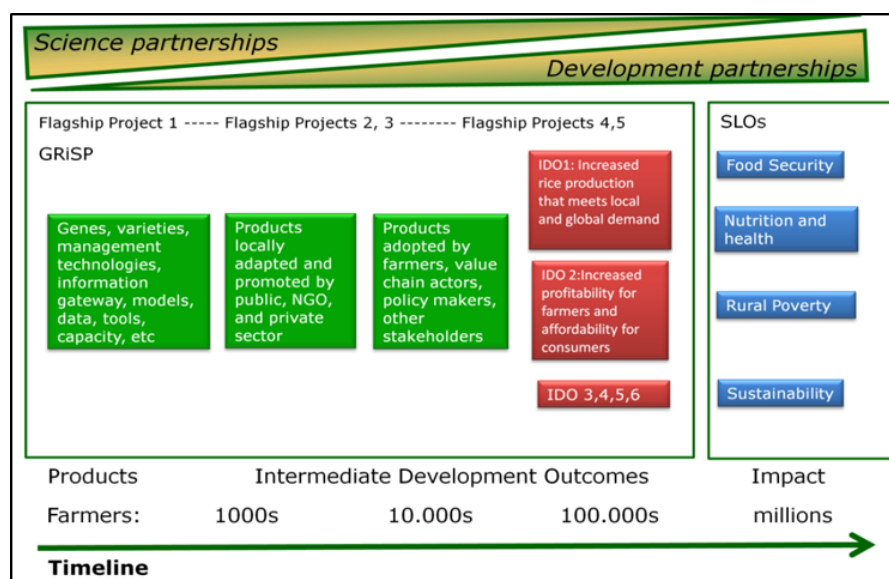 Science partnerships
Development partnerships
Flagship Project 1 ----- Flagship Projects 2, 3 -------- Flagship Projects 4,5
GRiSP
Genes, varieties,
management
technologies,
information
gateway, models,
data, tools,
capacity, etc
Products
locally
adapted and
promoted by
public, NGO,
and private
sector
Products
adopted by
farmers, value
chain actors,
policy makers,
other
stakeholders
IDO1: Increased
rice production
that meets local
and global demand
IDO 2:Increased
profitability for
farmers and
affordability for
consumers
IDO 3,4,5,6
SLOs
Food Security
Nutrition and
health
Rural Poverty
Sustainability
Products Intermediate Development Outcomes Impact
Farmers: 1000s 10.000s 100.000s millions
Timeline